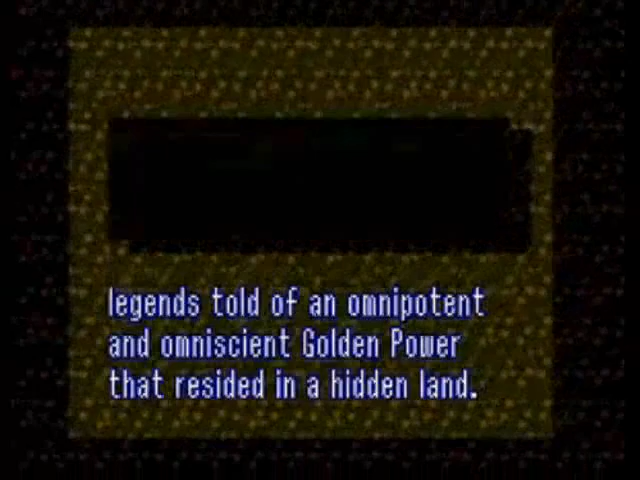 legends told of an omnipotent
and omniscient Golden Power
that resided in a hidden land.